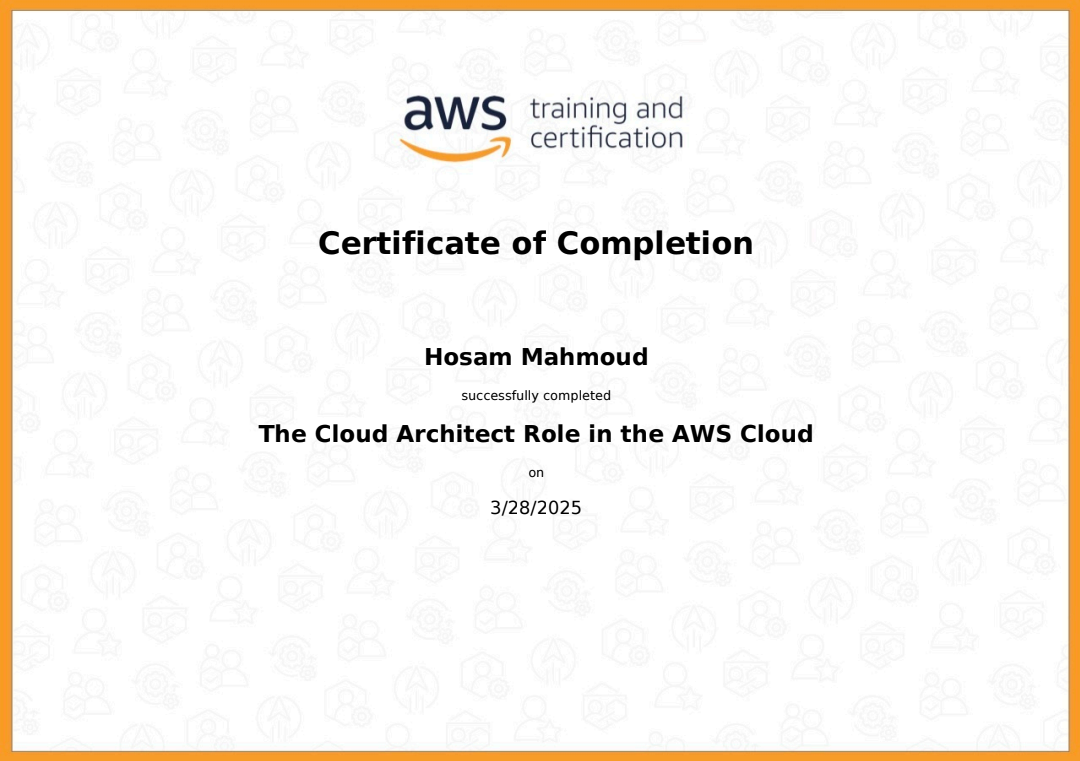 aws training and
certification
Certificate of Completion
Hosam Mahmoud
successfully completed
The Cloud Architect Role in the AWS Cloud
on
3/28/2025